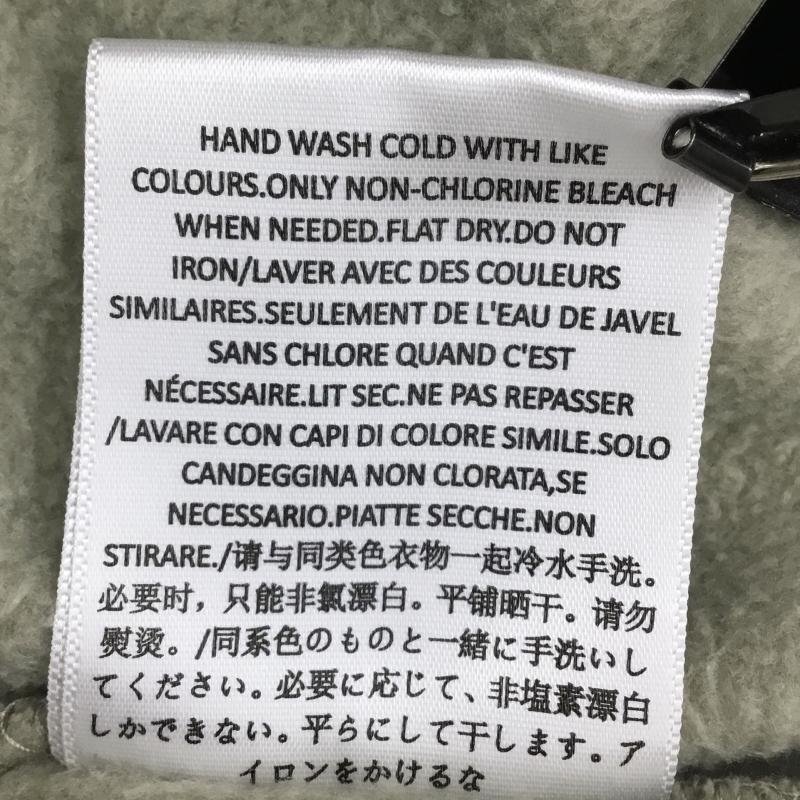 HAND WASH COLD WITH LIKE
COLOURS.ONLY NON-CHLORINE BLEACH
WHEN NEEDED.FLAT DRY.DO NOT
IRON/LAVER AVEC DES COULEURS
SIMILAIRES.SEULEMENT DE L'EAU DE JAVEL
SANS CHLORE QUAND C'EST
NÉCESSAIRE.LIT SEC.NE PAS REPASSER
/LAVARE CON CAPI DI COLORE SIMILE.SOLO
CANDEGGINA NON CLORATA,SE
NECESSARIO.PIATTE SECCHE.NON
STIRARE./请与同类色衣物一起冷水手洗。
必要时，只能非氯漂白。平铺晒干。请勿
熨烫。/同系色のものと一緒に手洗いし
てください。必要に応じて、非塩素漂白
しかできない。平らにして干します。ア
イロンをかけるな